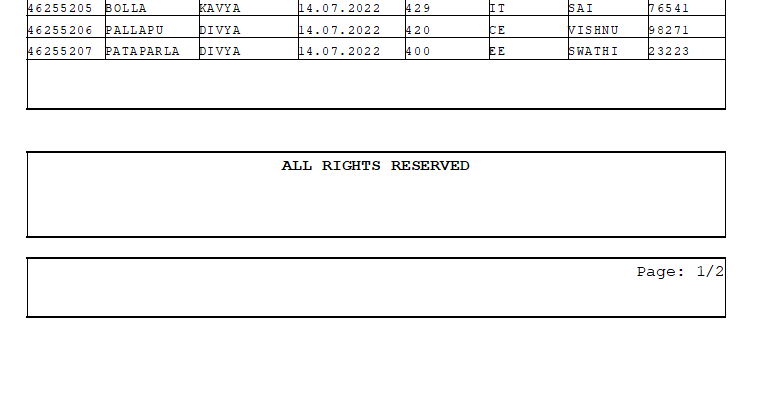 46255205 BOLLA KAVYA 14.07.2022 429 IT SAI 76541
46255206 PALLAPU DIVYA 14.07.2022 420 CE VISHNU 98271
46255207 PATAPARLA DIVYA 14.07.2022 400 EE SWATHI 23223
ALL RIGHTS RESERVED
Page: 1/2